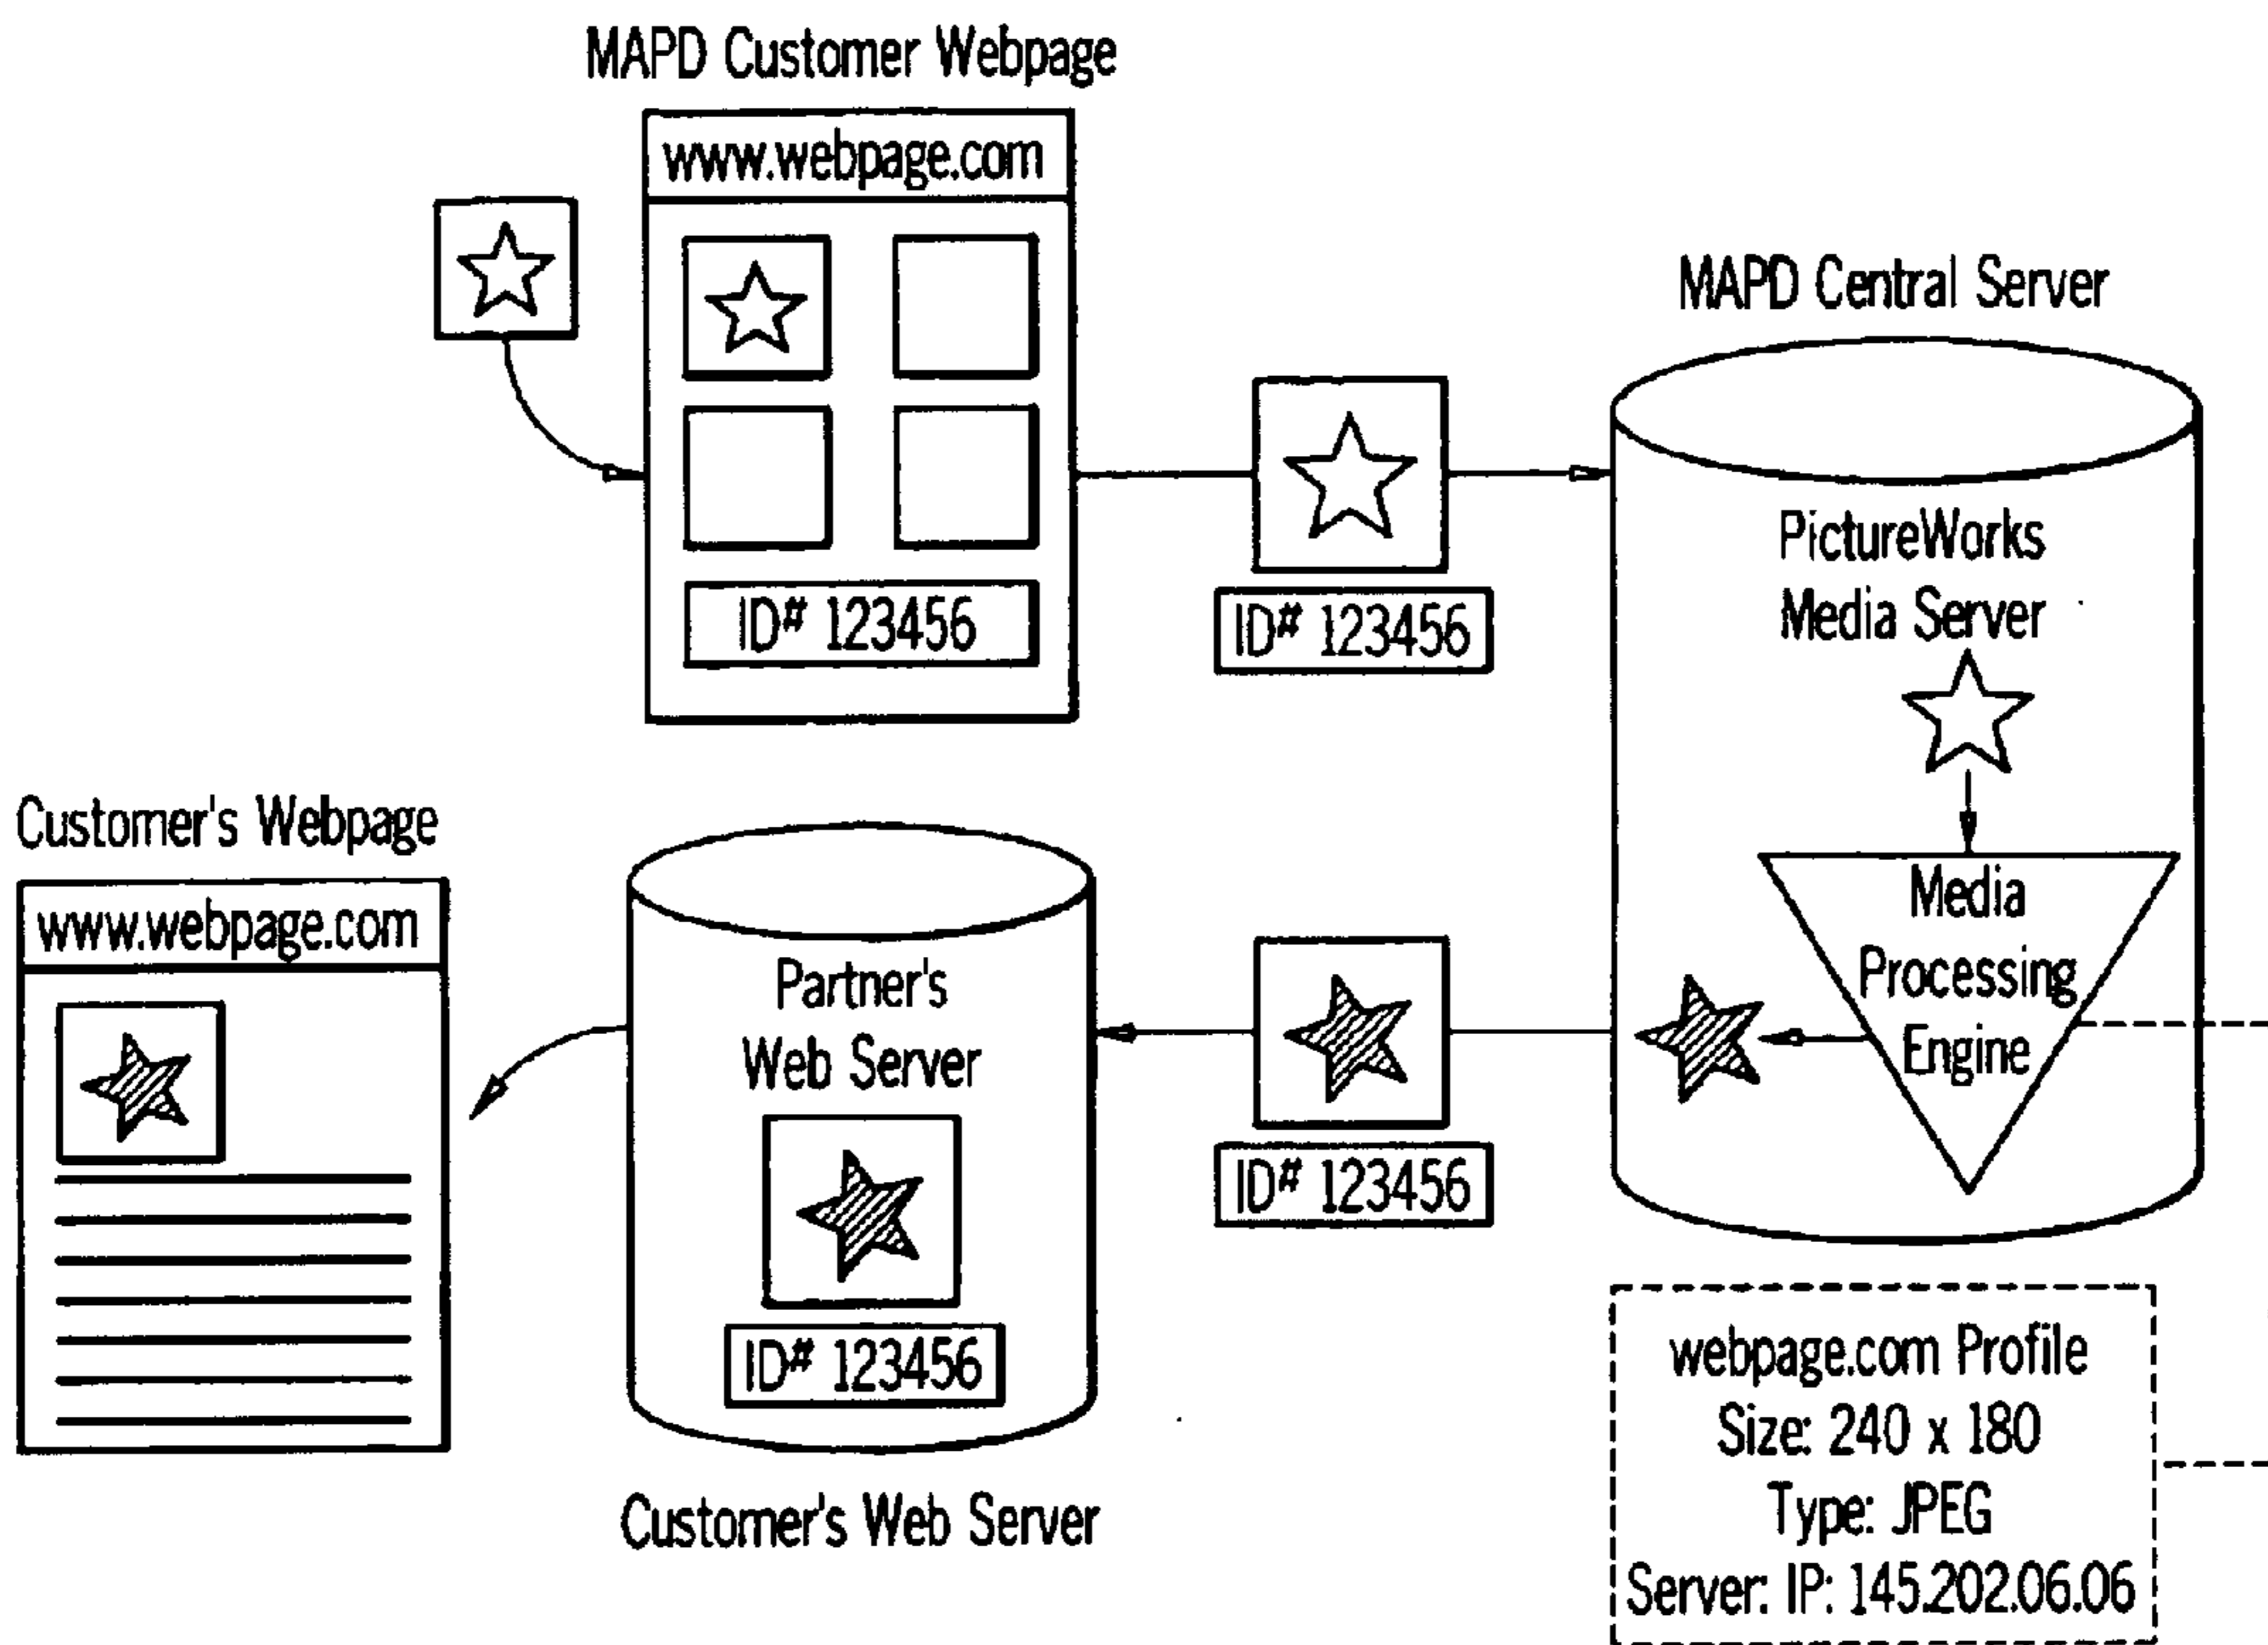 MAPD Customer Webpage
www.webpage.com
ID# 123456
ID# 123456
MAPD Central Server
PictureWorks
Media Server
Media
Processing
Engine
Customer's Webpage
www.webpage.com
Partner's
Web Server
ID# 123456
Customer's Web Server
ID# 123456
webpage.com Profile
Size: 240 x 180
Type: JPEG
Server: IP: 145.202.06.06